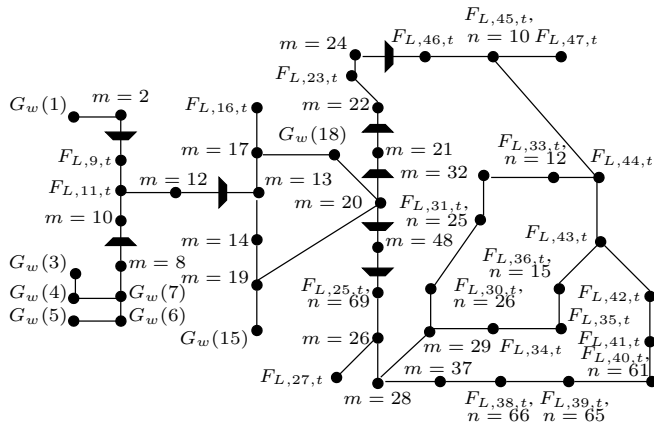 m = 24
F_{L,46,t}
F_{L,45,t},
n = 10
F_{L,47,t}
F_{L,23,t}
G_w(1)
m = 2
F_{L,16,t}
m = 22
F_{L,9,t}
m = 17
G_w(18)
m = 21
F_{L,33,t},
n = 12
F_{L,11,t}
m = 12
m = 13
m = 32
F_{L,44,t}
m = 10
m = 20
F_{L,31,t},
n = 25
m = 14
m = 48
F_{L,43,t}
G_w(3)
m = 8
F_{L,36,t},
n = 15
m = 19
F_{L,25,t},
n = 69
F_{L,30,t},
n = 26
G_w(4)
G_w(7)
F_{L,42,t}
G_w(5)
G_w(6)
G_w(15)
m = 26
m = 29
F_{L,34,t}
F_{L,35,t}
F_{L,41,t}
F_{L,40,t},
n = 61
F_{L,27,t}
m = 37
m = 28
F_{L,38,t},
n = 66
F_{L,39,t},
n = 65